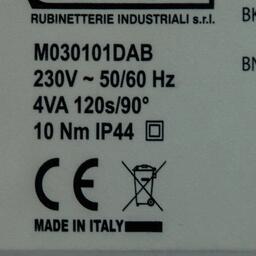 RUBINETTERIE INDUSTRIALI s.r.l.
M030101DAB
230V ~ 50/60 Hz
4VA 120s/90°
10 Nm IP44
CE
MADE IN ITALY